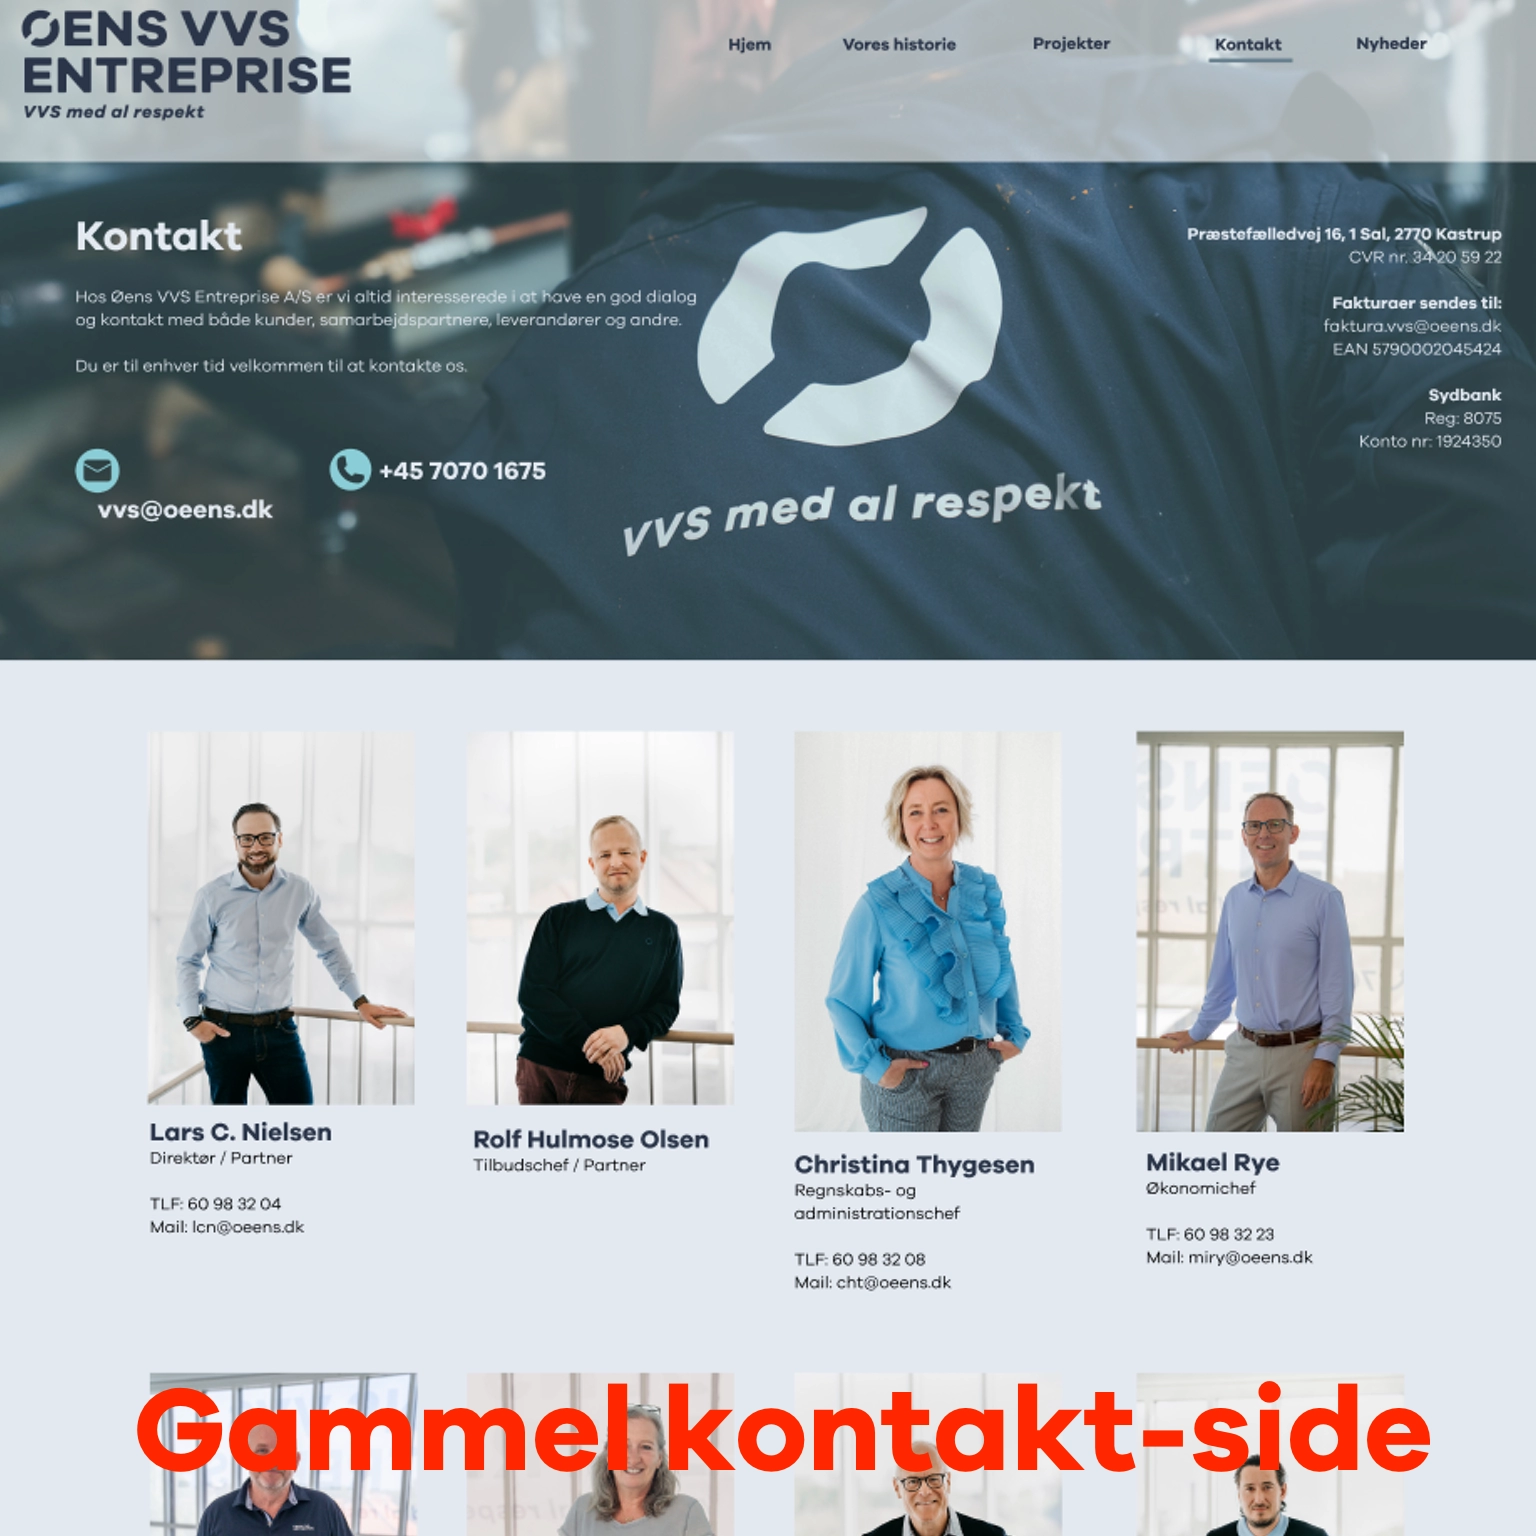 ØENS VVS
ENTREPRISE
VVS med al respekt
Hjem
Vores historie
Projekter
Kontakt
Nyheder
Kontakt
Hos Øens VVS Entreprise A/S er vi altid interesserede i at have en god dialog
og kontakt med både kunder, samarbejdspartnere, leverandører og andre.
Du er til enhver tid velkommen til at kontakte os.
vvs@oeens.dk
+45 7070 1675
VVS med al respekt
Præstefælledvej 16, 1 Sal, 2770 Kastrup
CVR nr. 34 20 59 22
Fakturaer sendes til:
faktura.vvs@oeens.dk
EAN 5790002045424
Sydbank
Reg: 8075
Konto nr: 1924350
Lars C. Nielsen
Direktør / Partner
TLF: 60 98 32 04
Mail: lcn@oeens.dk
Rolf Hulmose Olsen
Tilbudschef / Partner
Christina Thygesen
Regnskabs- og
administrationschef
TLF: 60 98 32 08
Mail: cht@oeens.dk
Mikael Rye
Økonomichef
TLF: 60 98 32 23
Mail: miry@oeens.dk
Gammel kontakt-side